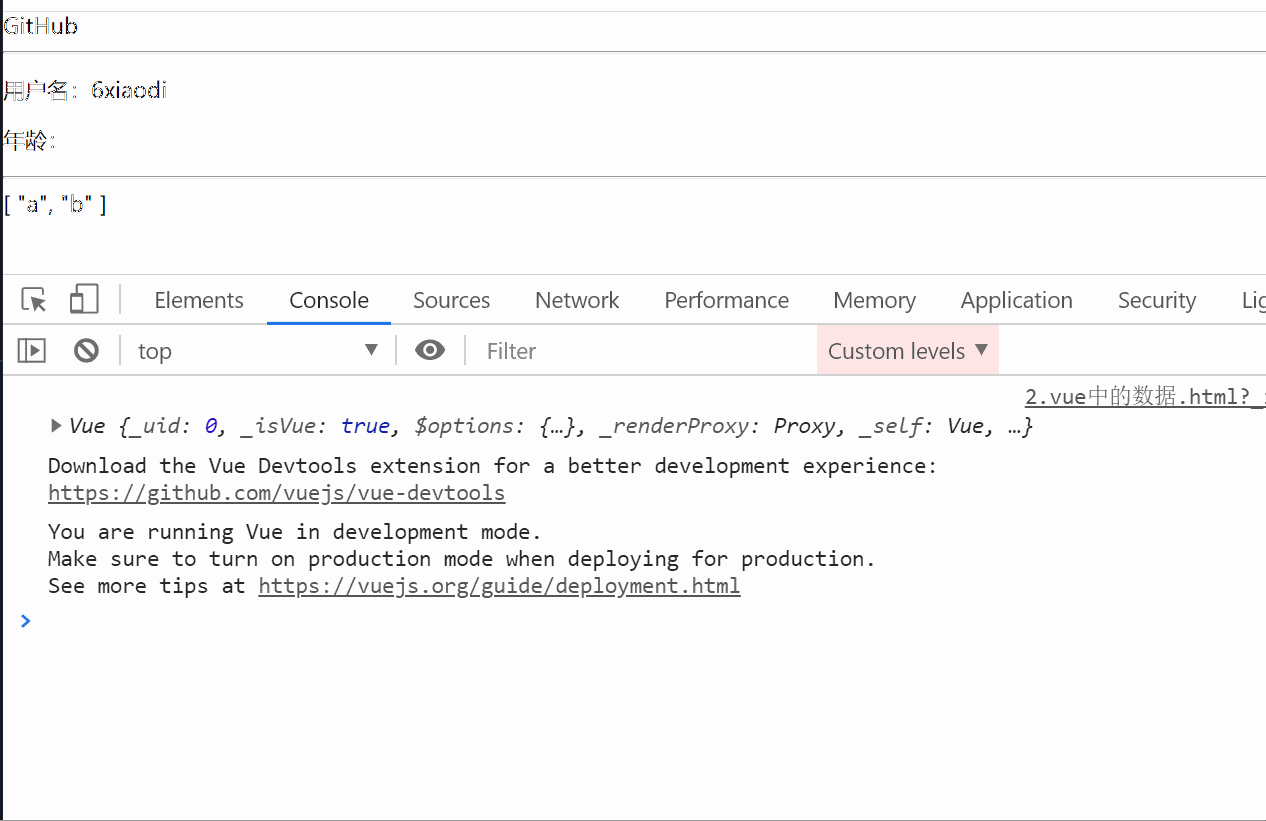 GitHub
用户名：6xiaodi
年龄：
[ "a", "b" ]
Elements Console Sources Network Performance Memory Application Security Lig
top Filter Custom levels
2.vue中的数据.html?_i
Vue {_uid: 0, _isVue: true, $options: {…}, _renderProxy: Proxy, _self: Vue, …}
Download the Vue Devtools extension for a better development experience:
https://github.com/vuejs/vue-devtools
You are running Vue in development mode.
Make sure to turn on production mode when deploying for production.
See more tips at https://vuejs.org/guide/deployment.html